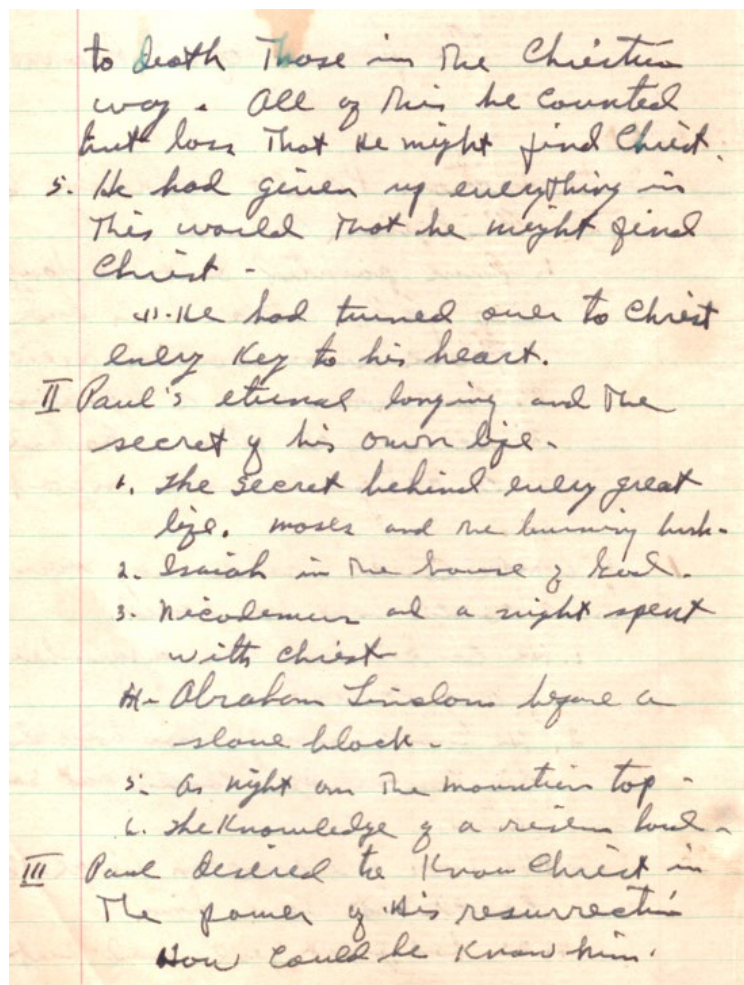 to death Those in The Christian
way. All of this he counted
but loss That He might find Christ.
5. He had given up everything in
This world That he might find
Christ -
(1). He had turned over to Christ
every Key to his heart.
II Paul's eternal longing and The
secret of his own life.
1. The secret behind every great
life. Moses and The burning bush.
2. Isaiah in The house of God.
3. Nicodemus and a night spent
with Christ
4. Abraham Lincoln before a
slave block.
5. A night on The mountain top -
6. The Knowledge of a risen Lord.
III Paul desired to Know Christ in
The power of His resurrection
How could he Know him.